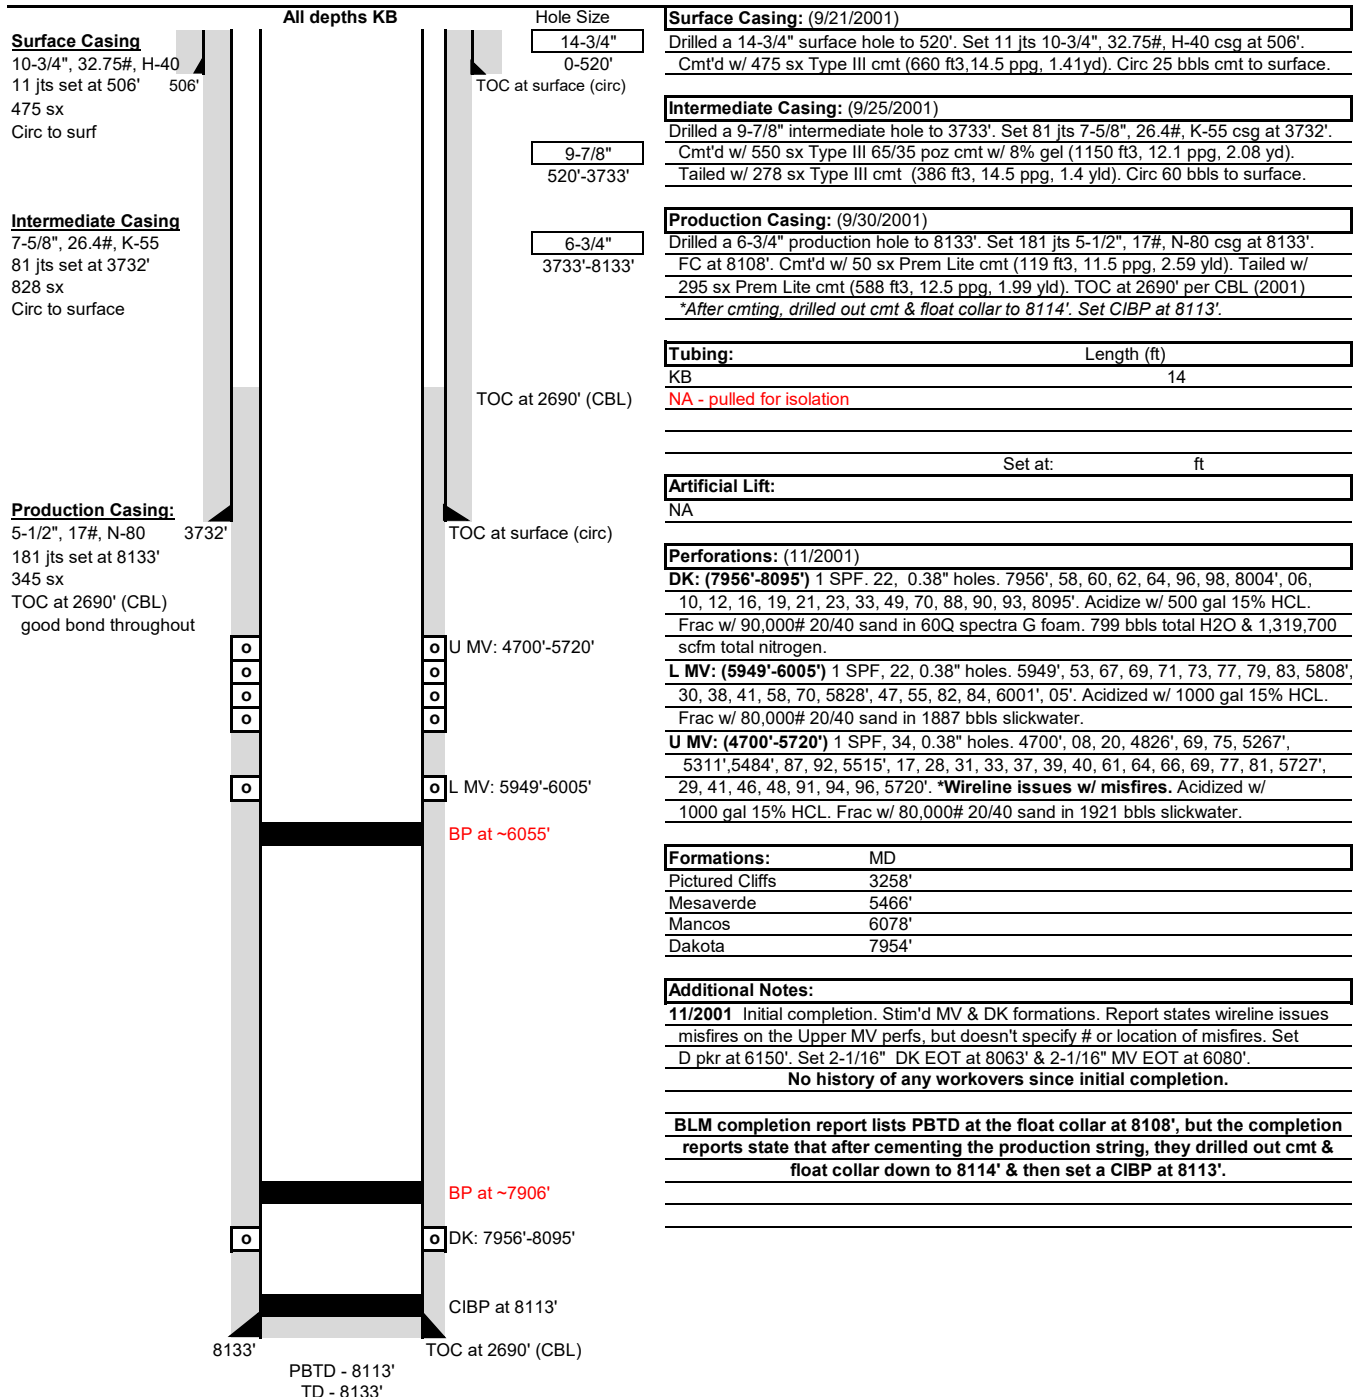 All depths KB
Hole Size
Surface Casing
10-3/4", 32.75#, H-40
11 jts set at 506'
506'
475 sx
Circ to surf
14-3/4"
0-520'
TOC at surface (circ)
9-7/8"
520'-3733'
Intermediate Casing
7-5/8", 26.4#, K-55
81 jts set at 3732'
828 sx
Circ to surface
6-3/4"
3733'-8133'
TOC at 2690' (CBL)
Production Casing:
5-1/2", 17#, N-80
3732'
181 jts set at 8133'
345 sx
TOC at 2690' (CBL)
good bond throughout
TOC at surface (circ)
o o U MV: 4700'-5720'
o o
o o
o o
o o L MV: 5949'-6005'
BP at ~6055'
BP at ~7906'
o o DK: 7956'-8095'
CIBP at 8113'
8133'
TOC at 2690' (CBL)
PBTD - 8113'
TD - 8133'
Surface Casing: (9/21/2001)
Drilled a 14-3/4" surface hole to 520'. Set 11 jts 10-3/4", 32.75#, H-40 csg at 506'.
Cmt'd w/ 475 sx Type III cmt (660 ft3,14.5 ppg, 1.41yd). Circ 25 bbls cmt to surface.
Intermediate Casing: (9/25/2001)
Drilled a 9-7/8" intermediate hole to 3733'. Set 81 jts 7-5/8", 26.4#, K-55 csg at 3732'.
Cmt'd w/ 550 sx Type III 65/35 poz cmt w/ 8% gel (1150 ft3, 12.1 ppg, 2.08 yd).
Tailed w/ 278 sx Type III cmt (386 ft3, 14.5 ppg, 1.4 yld). Circ 60 bbls to surface.
Production Casing: (9/30/2001)
Drilled a 6-3/4" production hole to 8133'. Set 181 jts 5-1/2", 17#, N-80 csg at 8133'.
FC at 8108'. Cmt'd w/ 50 sx Prem Lite cmt (119 ft3, 11.5 ppg, 2.59 yld). Tailed w/
295 sx Prem Lite cmt (588 ft3, 12.5 ppg, 1.99 yld). TOC at 2690' per CBL (2001)
*After cmting, drilled out cmt & float collar to 8114'. Set CIBP at 8113'.
Tubing: Length (ft)
KB 14
NA - pulled for isolation
Set at: ft
Artificial Lift:
NA
Perforations: (11/2001)
DK: (7956'-8095') 1 SPF. 22, 0.38" holes. 7956', 58, 60, 62, 64, 96, 98, 8004', 06,
10, 12, 16, 19, 21, 23, 33, 49, 70, 88, 90, 93, 8095'. Acidize w/ 500 gal 15% HCL.
Frac w/ 90,000# 20/40 sand in 60Q spectra G foam. 799 bbls total H2O & 1,319,700
scfm total nitrogen.
L MV: (5949'-6005') 1 SPF, 22, 0.38" holes. 5949', 53, 67, 69, 71, 73, 77, 79, 83, 5808',
30, 38, 41, 58, 70, 5828', 47, 55, 82, 84, 6001', 05'. Acidized w/ 1000 gal 15% HCL.
Frac w/ 80,000# 20/40 sand in 1887 bbls slickwater.
U MV: (4700'-5720') 1 SPF, 34, 0.38" holes. 4700', 08, 20, 4826', 69, 75, 5267',
5311',5484', 87, 92, 5515', 17, 28, 31, 33, 37, 39, 40, 61, 64, 66, 69, 77, 81, 5727',
29, 41, 46, 48, 91, 94, 96, 5720'. *Wireline issues w/ misfires. Acidized w/
1000 gal 15% HCL. Frac w/ 80,000# 20/40 sand in 1921 bbls slickwater.
Formations: MD
Pictured Cliffs 3258'
Mesaverde 5466'
Mancos 6078'
Dakota 7954'
Additional Notes:
11/2001 Initial completion. Stim'd MV & DK formations. Report states wireline issues
misfires on the Upper MV perfs, but doesn't specify # or location of misfires. Set
D pkr at 6150'. Set 2-1/16" DK EOT at 8063' & 2-1/16" MV EOT at 6080'.
No history of any workovers since initial completion.
BLM completion report lists PBTD at the float collar at 8108', but the completion
reports state that after cementing the production string, they drilled out cmt &
float collar down to 8114' & then set a CIBP at 8113'.